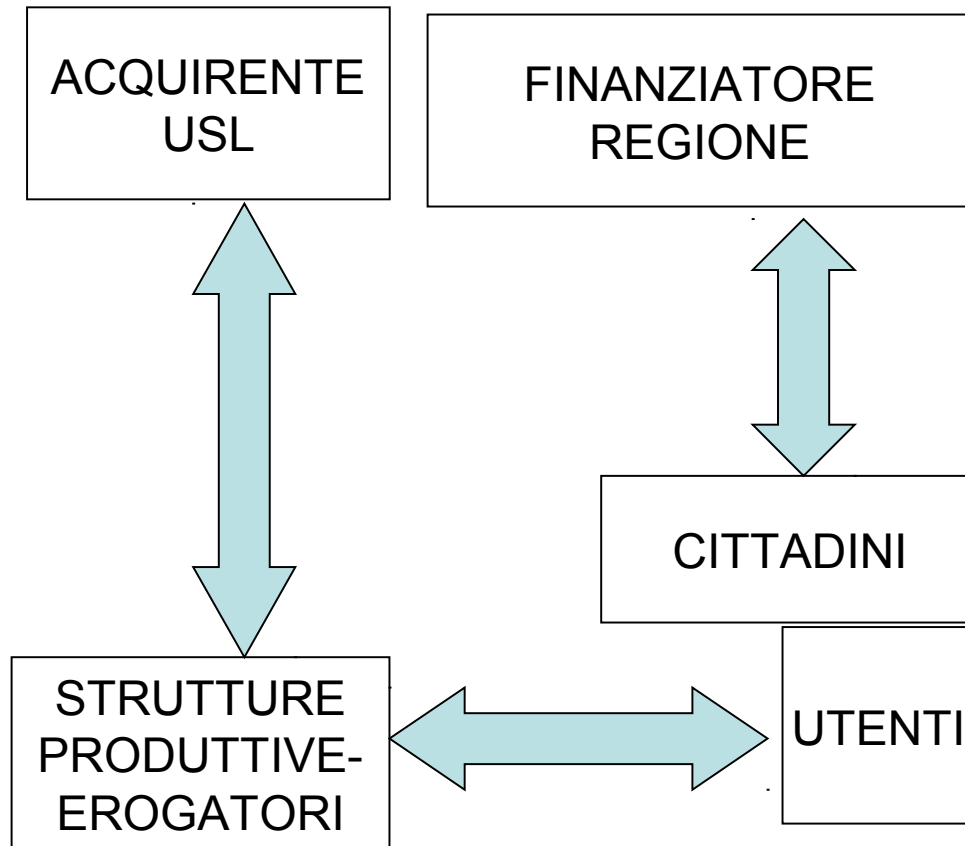 ACQUIRENTE
USL
FINANZIATORE
REGIONE
CITTADINI
STRUTTURE
PRODUTTIVE-
EROGATORI
UTENTI